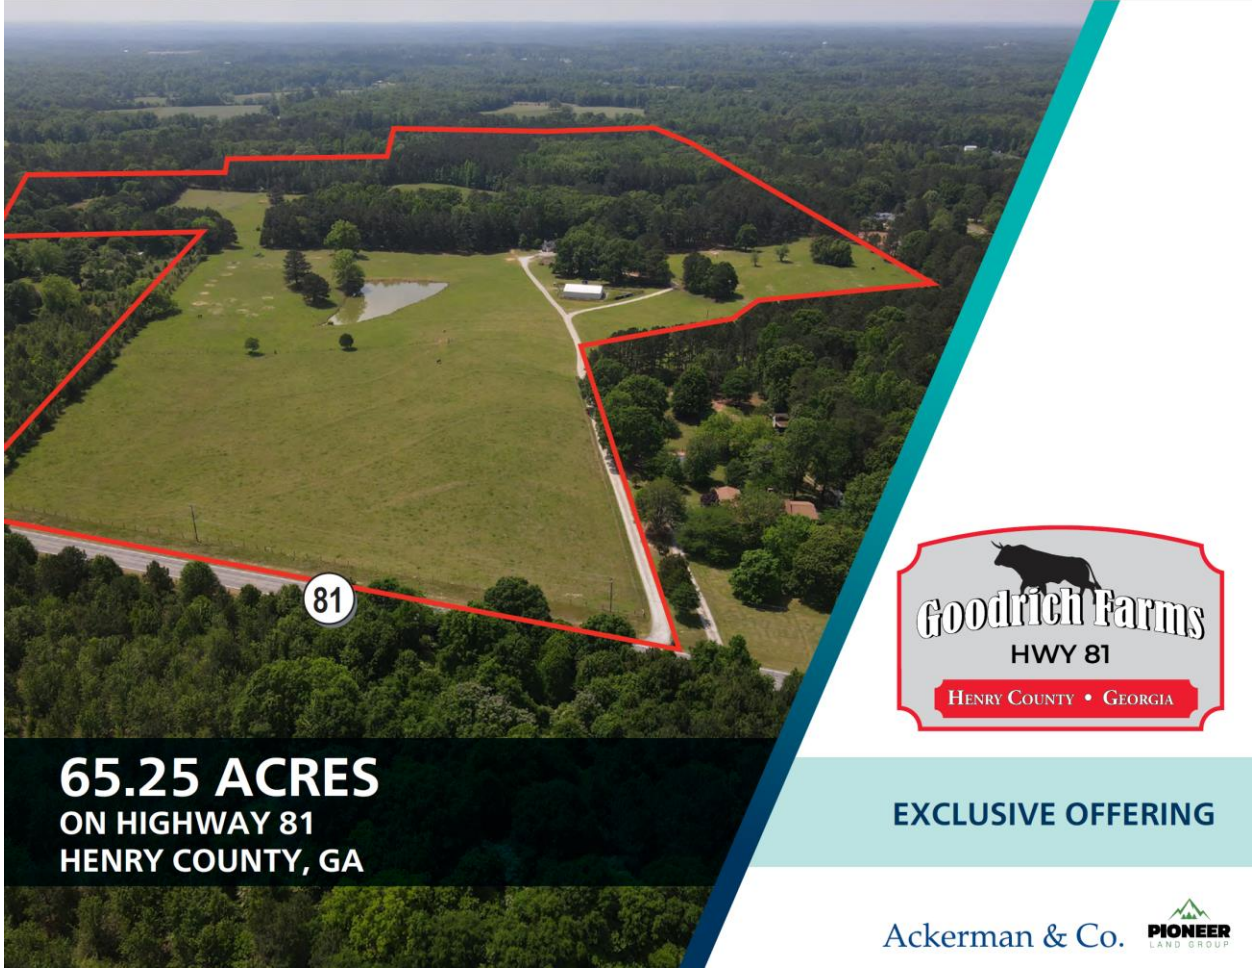 81
65.25 ACRES
ON HIGHWAY 81
HENRY COUNTY, GA
Goodrich Farms
HWY 81
HENRY COUNTY • GEORGIA
EXCLUSIVE OFFERING
Ackerman & Co.
PIONEER
LAND GROUP